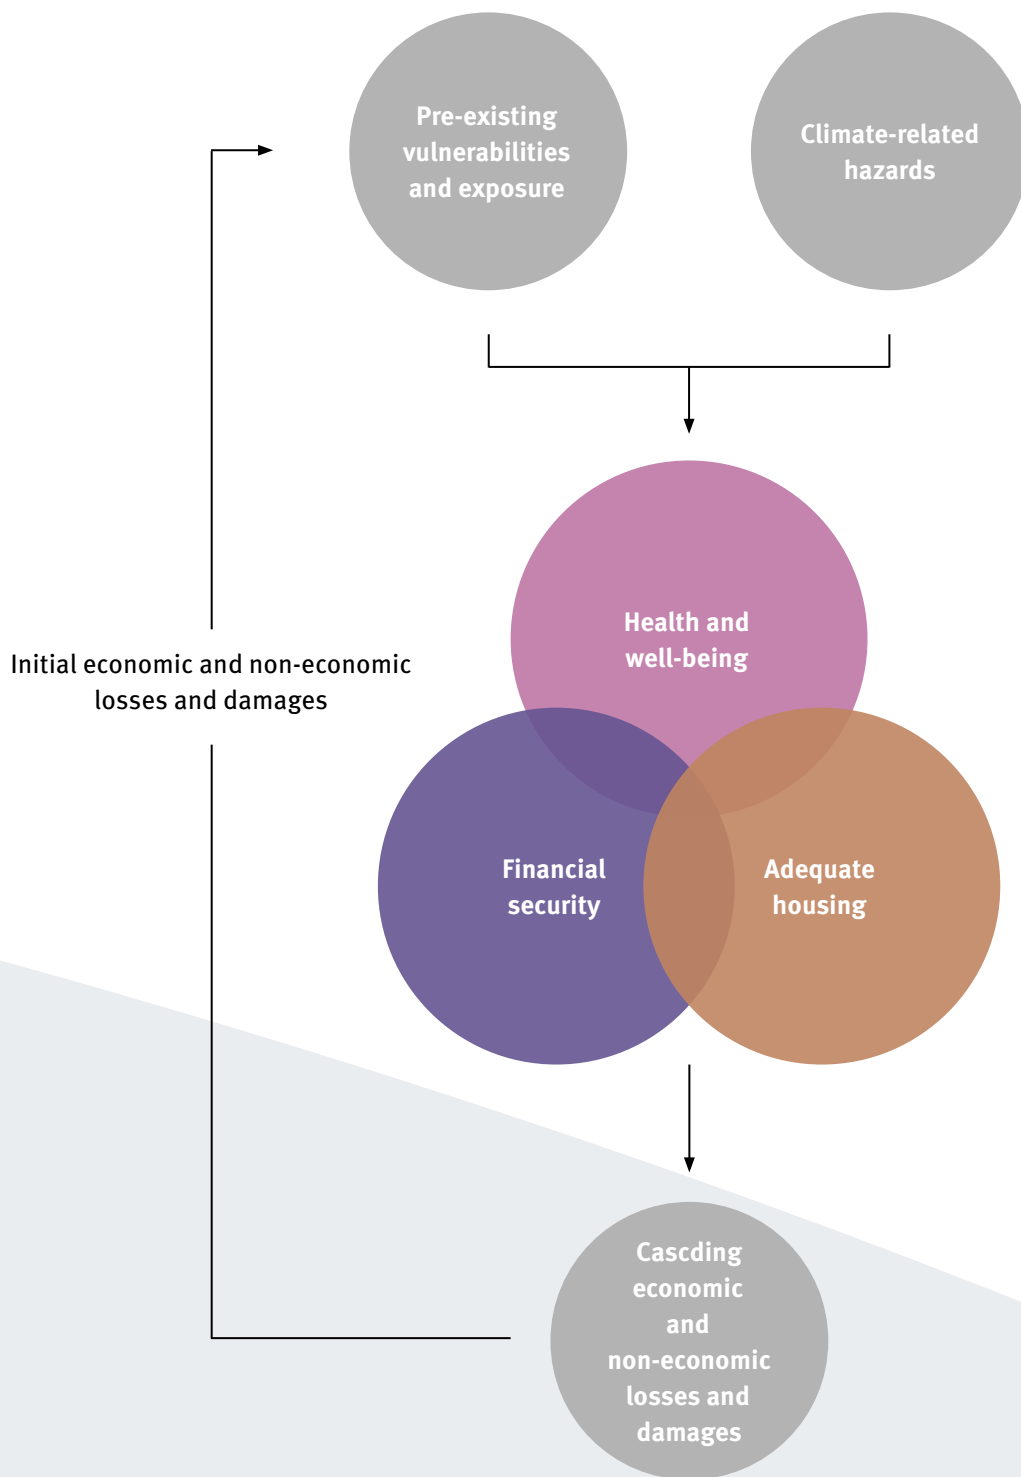 Pre-existing
vulnerabilities
and exposure
Climate-related
hazards
Health and
well-being
Initial economic and non-economic
losses and damages
Financial
security
Adequate
housing
Cascding
economic
and
non-economic
losses and
damages